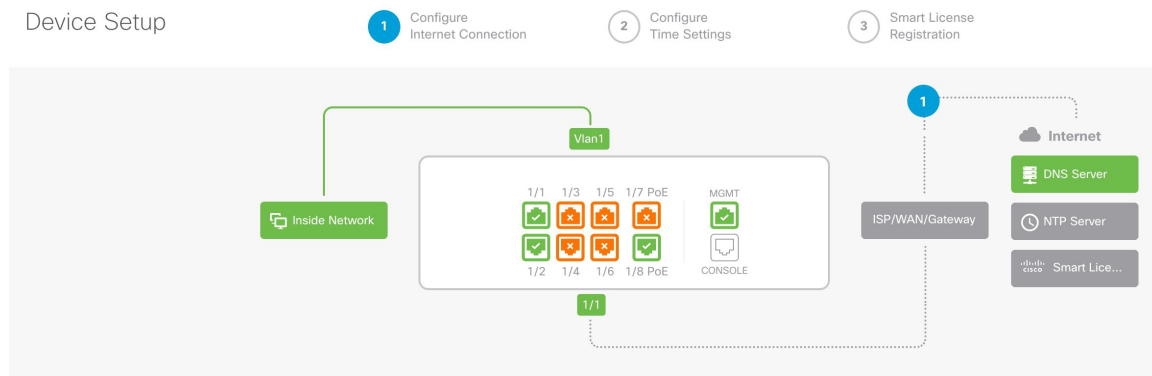 Device Setup
1
Configure
Internet Connection
2
Configure
Time Settings
3
Smart License
Registration
1
Internet
Vlan1
DNS Server
1/1 1/3 1/5 1/7 PoE MGMT
Inside Network
ISP/WAN/Gateway
NTP Server
1/2 1/4 1/6 1/8 PoE CONSOLE
cisco Smart Lice...
1/1